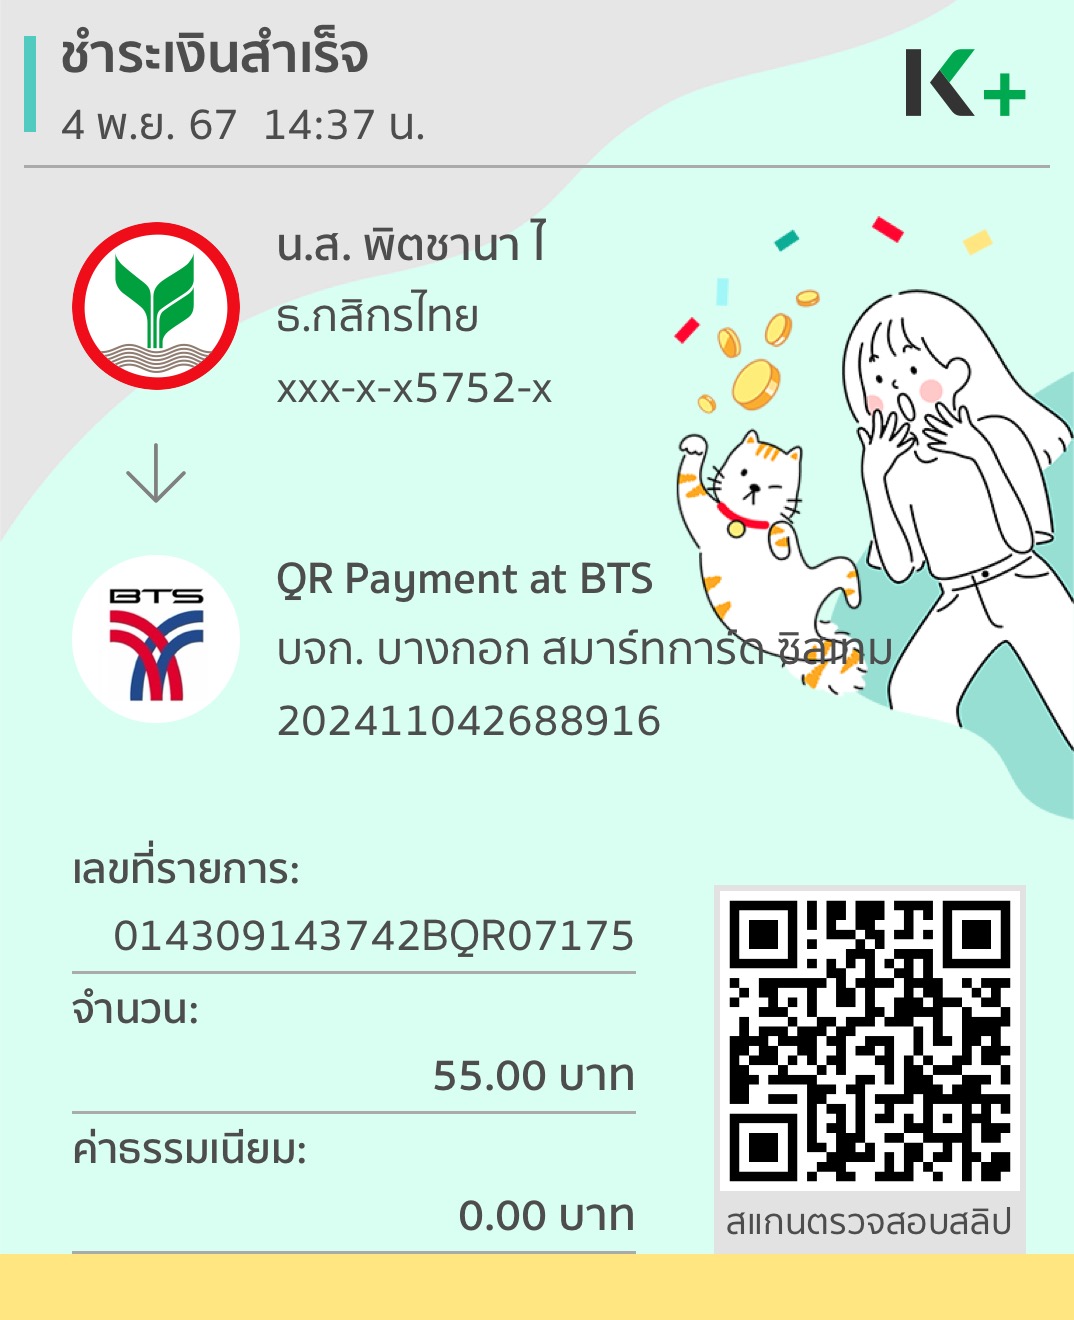 ชำระเงินสำเร็จ
4 พ.ย. 67 14:37 น.
K+
น.ส. พิตชานา ไ
ธ.กสิกรไทย
xxx-x-x5752-x
BTS
QR Payment at BTS
บจก. บางกอก สมาร์ทการ์ด ซิสเทม
202411042688916
เลขที่รายการ:
014309143742BQR07175
จำนวน:
55.00 บาท
ค่าธรรมเนียม:
0.00 บาท
สแกนตรวจสอบสลิป